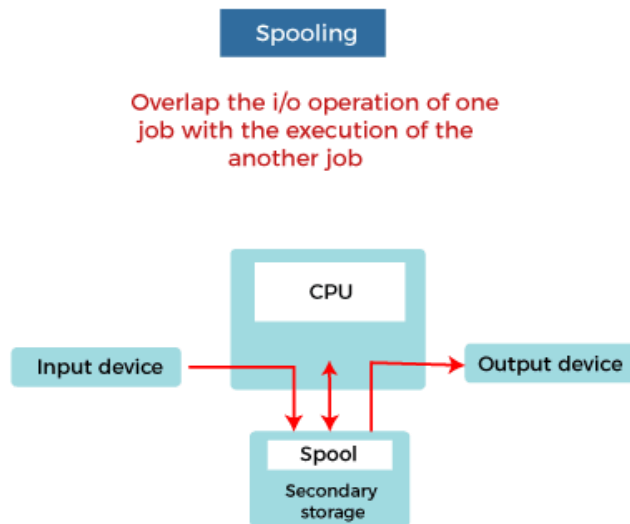 Spooling
Overlap the i/o operation of one
job with the execution of the
another job
CPU
Input device
Output device
Spool
Secondary
storage